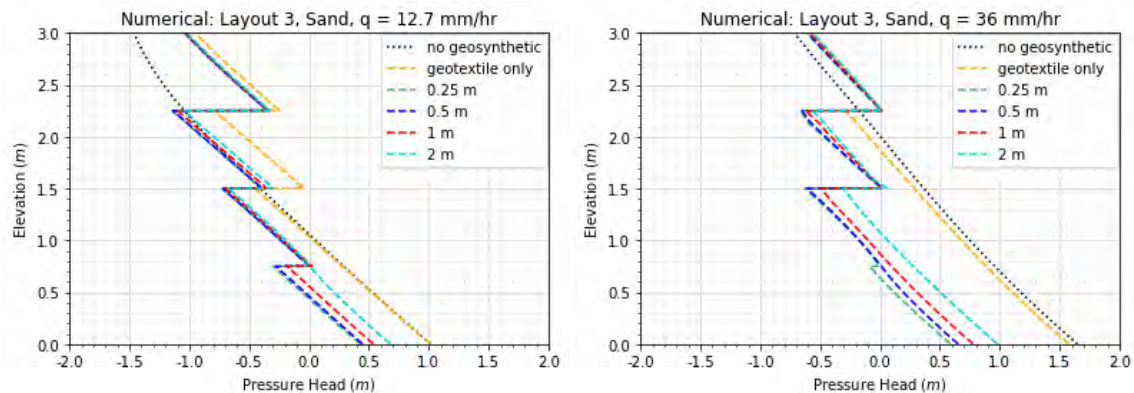 Numerical: Layout 3, Sand, q = 12.7 mm/hr
3.0
2.5
2.0
1.5
1.0
0.5
0.0
Elevation (m)
no geosynthetic
geotextile only
0.25 m
0.5 m
1 m
2 m
-2.0 -1.5 -1.0 -0.5 0.0 0.5 1.0 1.5 2.0
Pressure Head (m)
Numerical: Layout 3, Sand, q = 36 mm/hr
3.0
2.5
2.0
1.5
1.0
0.5
0.0
Elevation (m)
no geosynthetic
geotextile only
0.25 m
0.5 m
1 m
2 m
-2.0 -1.5 -1.0 -0.5 0.0 0.5 1.0 1.5 2.0
Pressure Head (m)